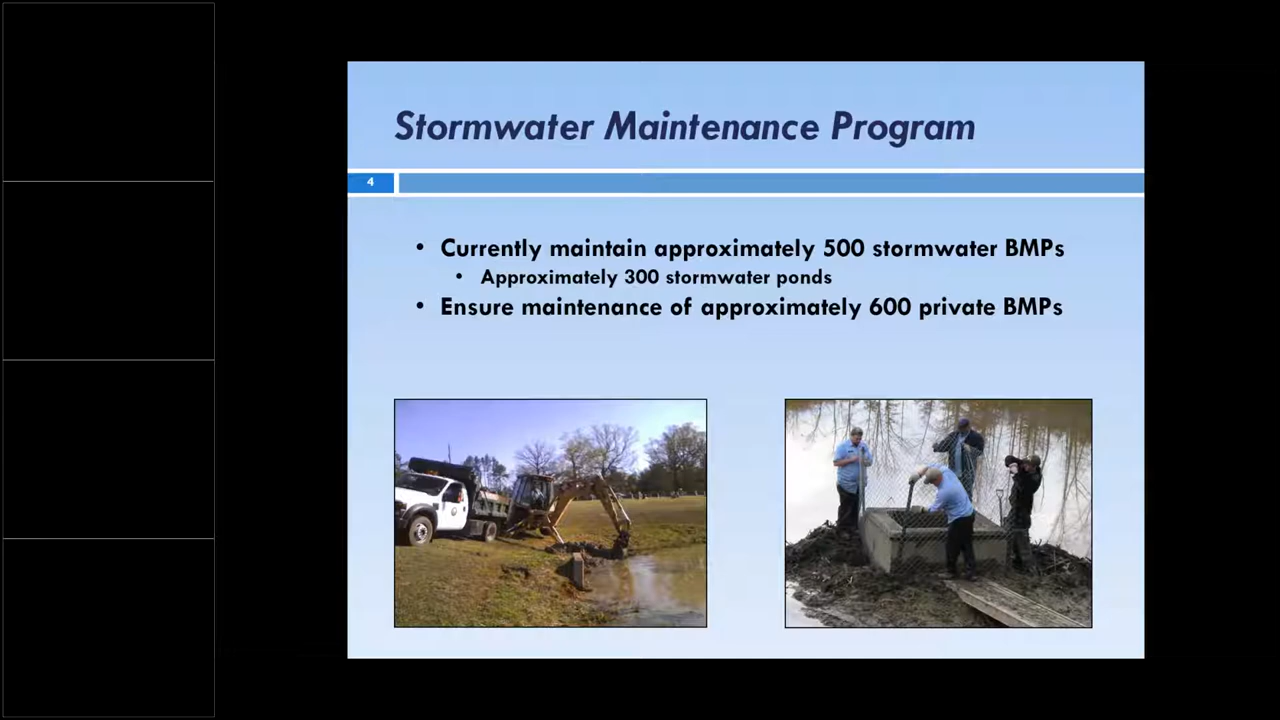 Stormwater Maintenance Program
4
• Currently maintain approximately 500 stormwater BMPs
• Approximately 300 stormwater ponds
• Ensure maintenance of approximately 600 private BMPs